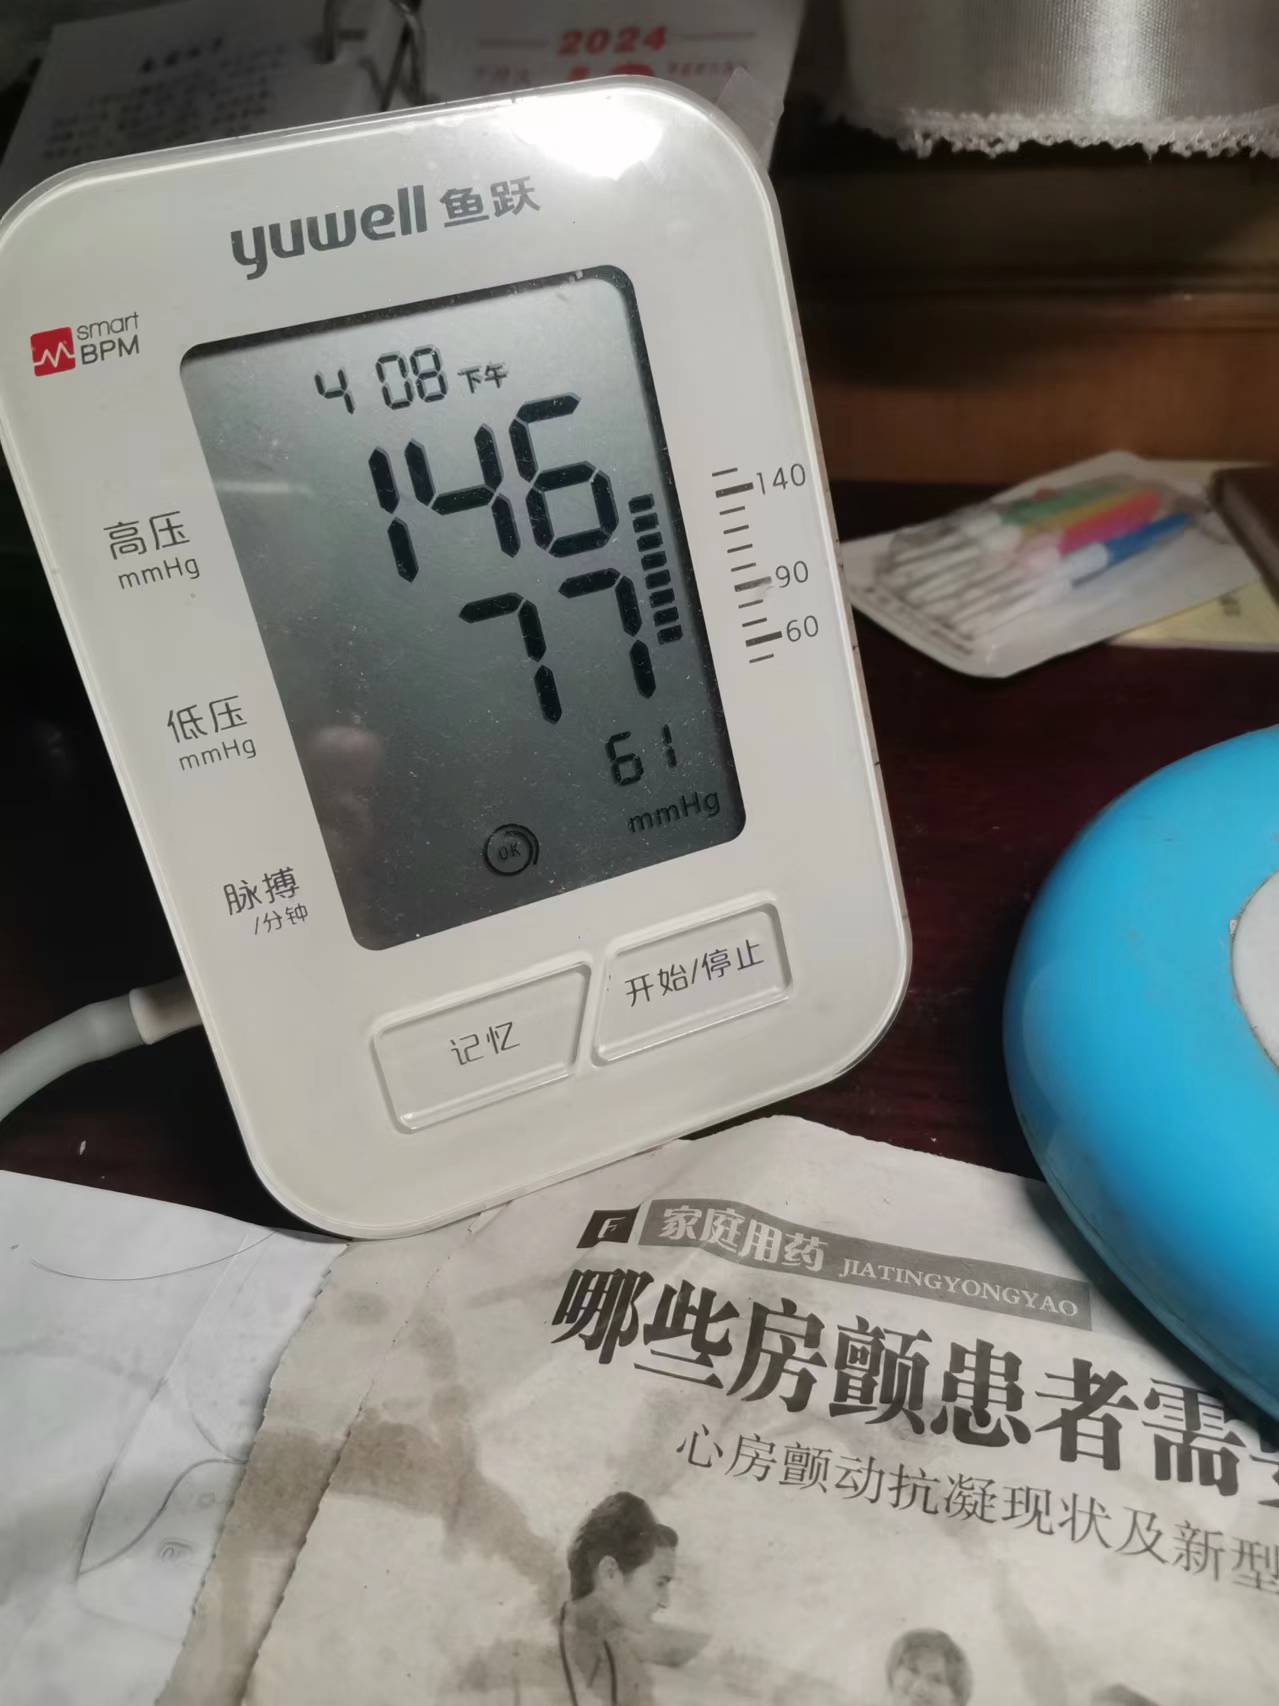 2024
yuwell 鱼跃
smart
BPM
4 08 下午
146
高压
mmHg
140
90
60
77
低压
mmHg
61
mmHg
OK
脉搏
/分钟
记忆
开始/停止
F 家庭用药 JIATINGYONGYAO
哪些房颤患者需
心房颤动抗凝现状及新型